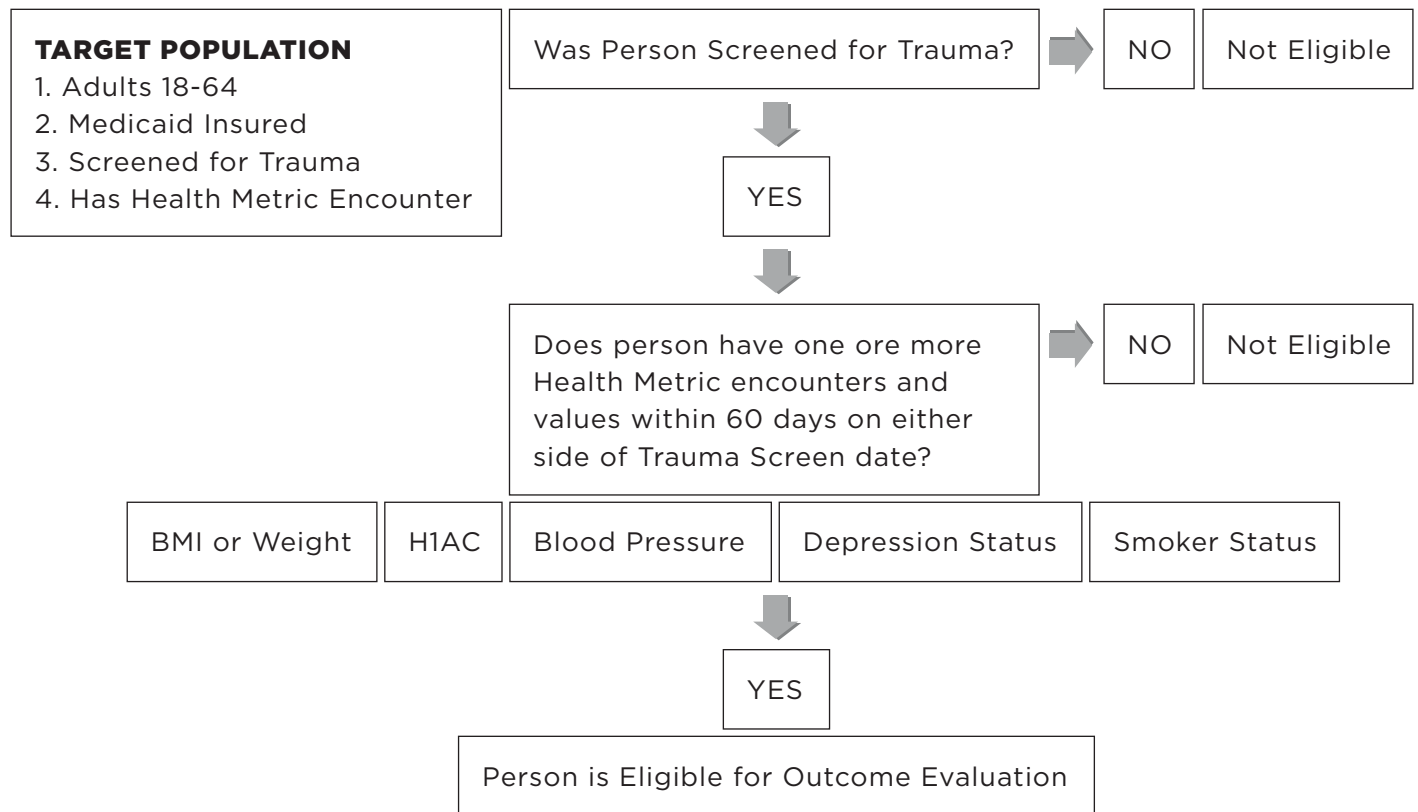 TARGET POPULATION
1. Adults 18-64
2. Medicaid Insured
3. Screened for Trauma
4. Has Health Metric Encounter
Was Person Screened for Trauma?
NO
Not Eligible
YES
Does person have one ore more
Health Metric encounters and
values within 60 days on either
side of Trauma Screen date?
NO
Not Eligible
BMI or Weight
H1AC
Blood Pressure
Depression Status
Smoker Status
YES
Person is Eligible for Outcome Evaluation